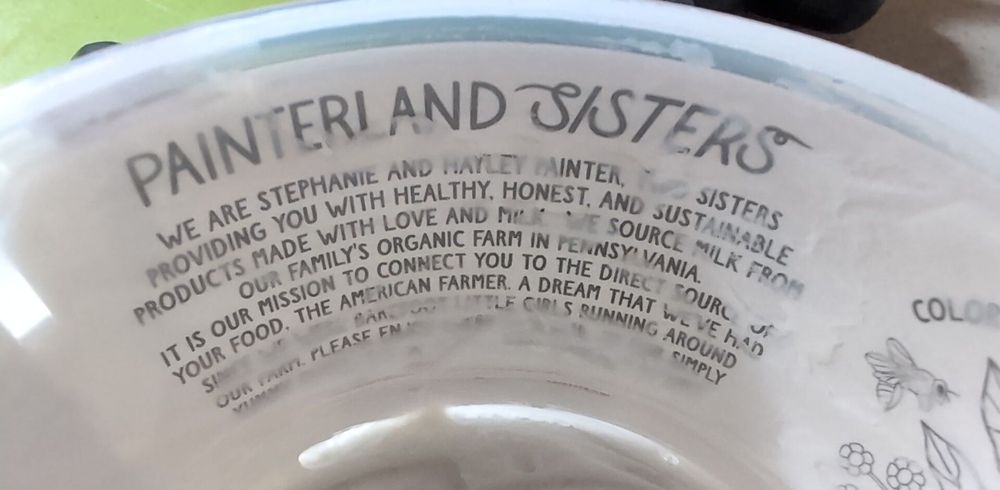 PAINTERLAND SISTERS
WE ARE STEPHANIE AND HAYLEY PAINTER, SISTERS
PROVIDING YOU WITH HEALTHY, HONEST, AND SUSTAINABLE
PRODUCTS MADE WITH LOVE AND MILK. WE SOURCE MILK FROM
OUR FAMILY'S ORGANIC FARM IN PENNSYLVANIA.
IT IS OUR MISSION TO CONNECT YOU TO THE DIRECT SOURCE OF
YOUR FOOD, THE AMERICAN FARMER. A DREAM THAT WE'VE HAD
LITTLE GIRLS RUNNING AROUND
OUR FARM. PLEASE SIMPLY